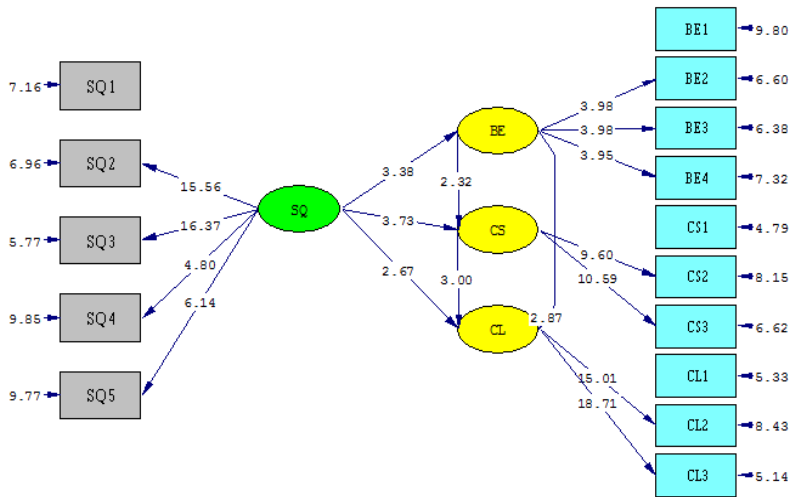 7.16 SQ1
6.96 SQ2
5.77 SQ3
9.85 SQ4
9.77 SQ5
15.56
16.37
4.80
6.14
SQ
3.38
3.73
2.67
BE
2.32
CS
3.00
CL
2.87
3.98
3.98
3.95
9.60
10.59
15.01
18.71
BE1 9.80
BE2 6.60
BE3 6.38
BE4 7.32
CS1 4.79
CS2 8.15
CS3 6.62
CL1 5.33
CL2 8.43
CL3 5.14